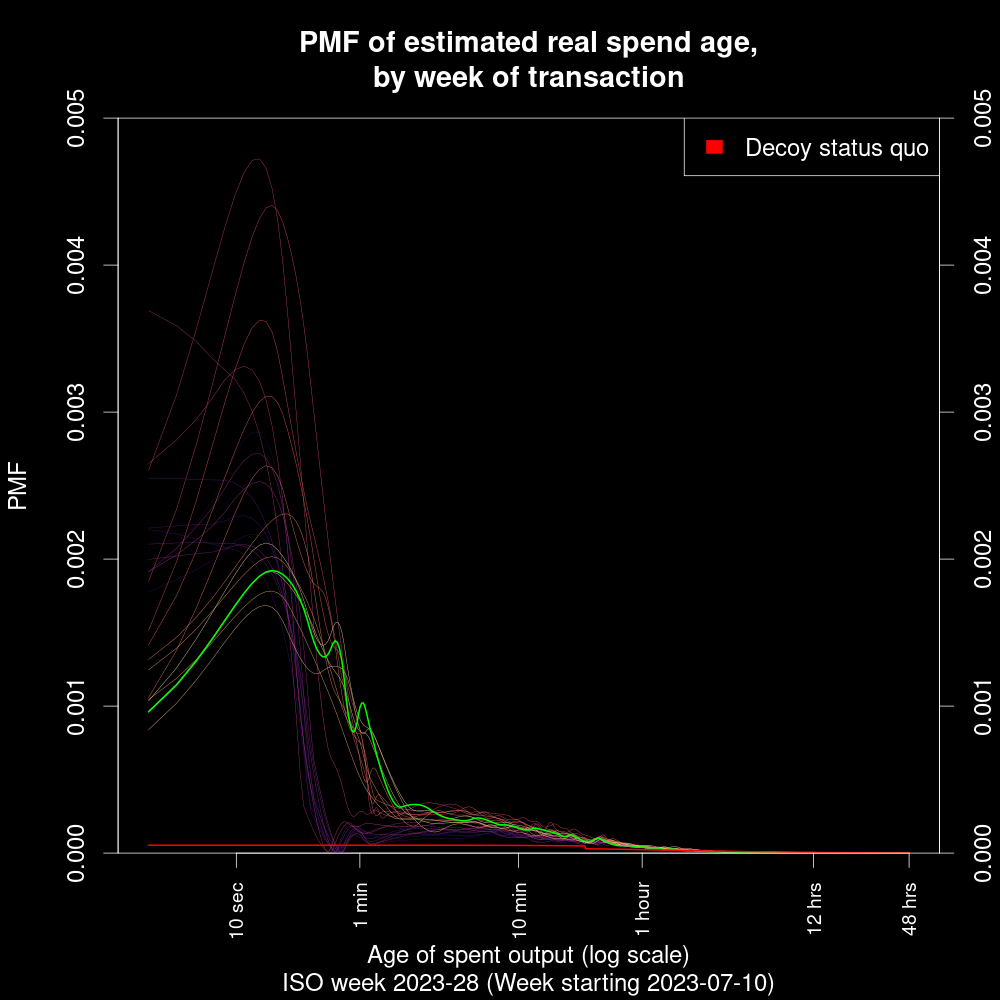 PMF of estimated real spend age,
by week of transaction
Decoy status quo
PMF
0.005
0.004
0.003
0.002
0.001
0.000
0.005
0.004
0.003
0.002
0.001
0.000
10 sec
1 min
10 min
1 hour
12 hrs
48 hrs
Age of spent output (log scale)
ISO week 2023-28 (Week starting 2023-07-10)